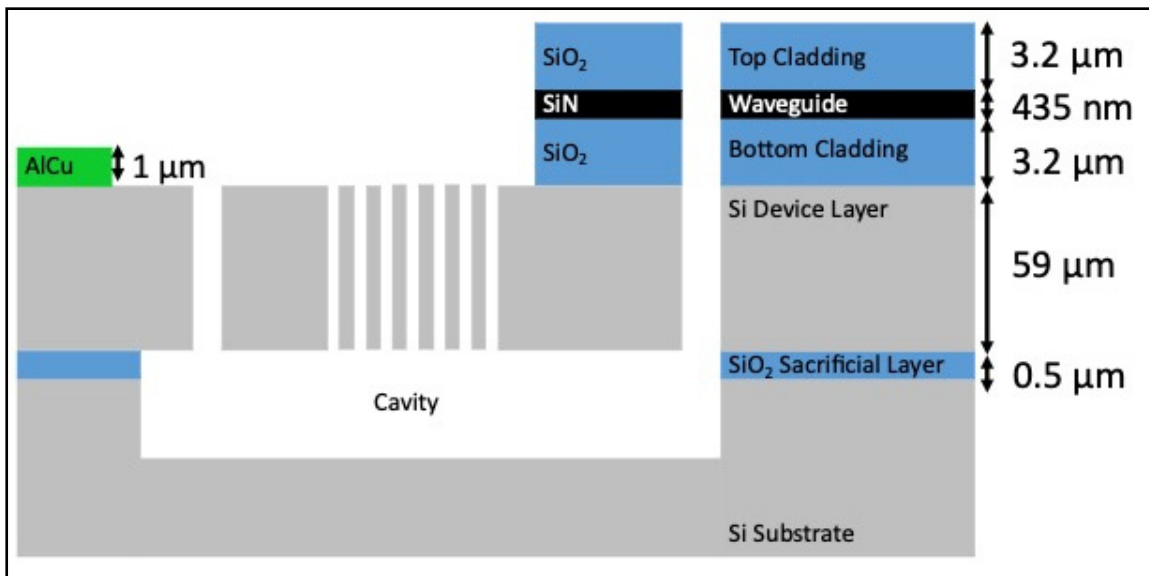 SiO₂
Top Cladding
3.2 µm
SiN
Waveguide
435 nm
SiO₂
Bottom Cladding
3.2 µm
AlCu
1 µm
Si Device Layer
59 µm
SiO₂ Sacrificial Layer
0.5 µm
Cavity
Si Substrate